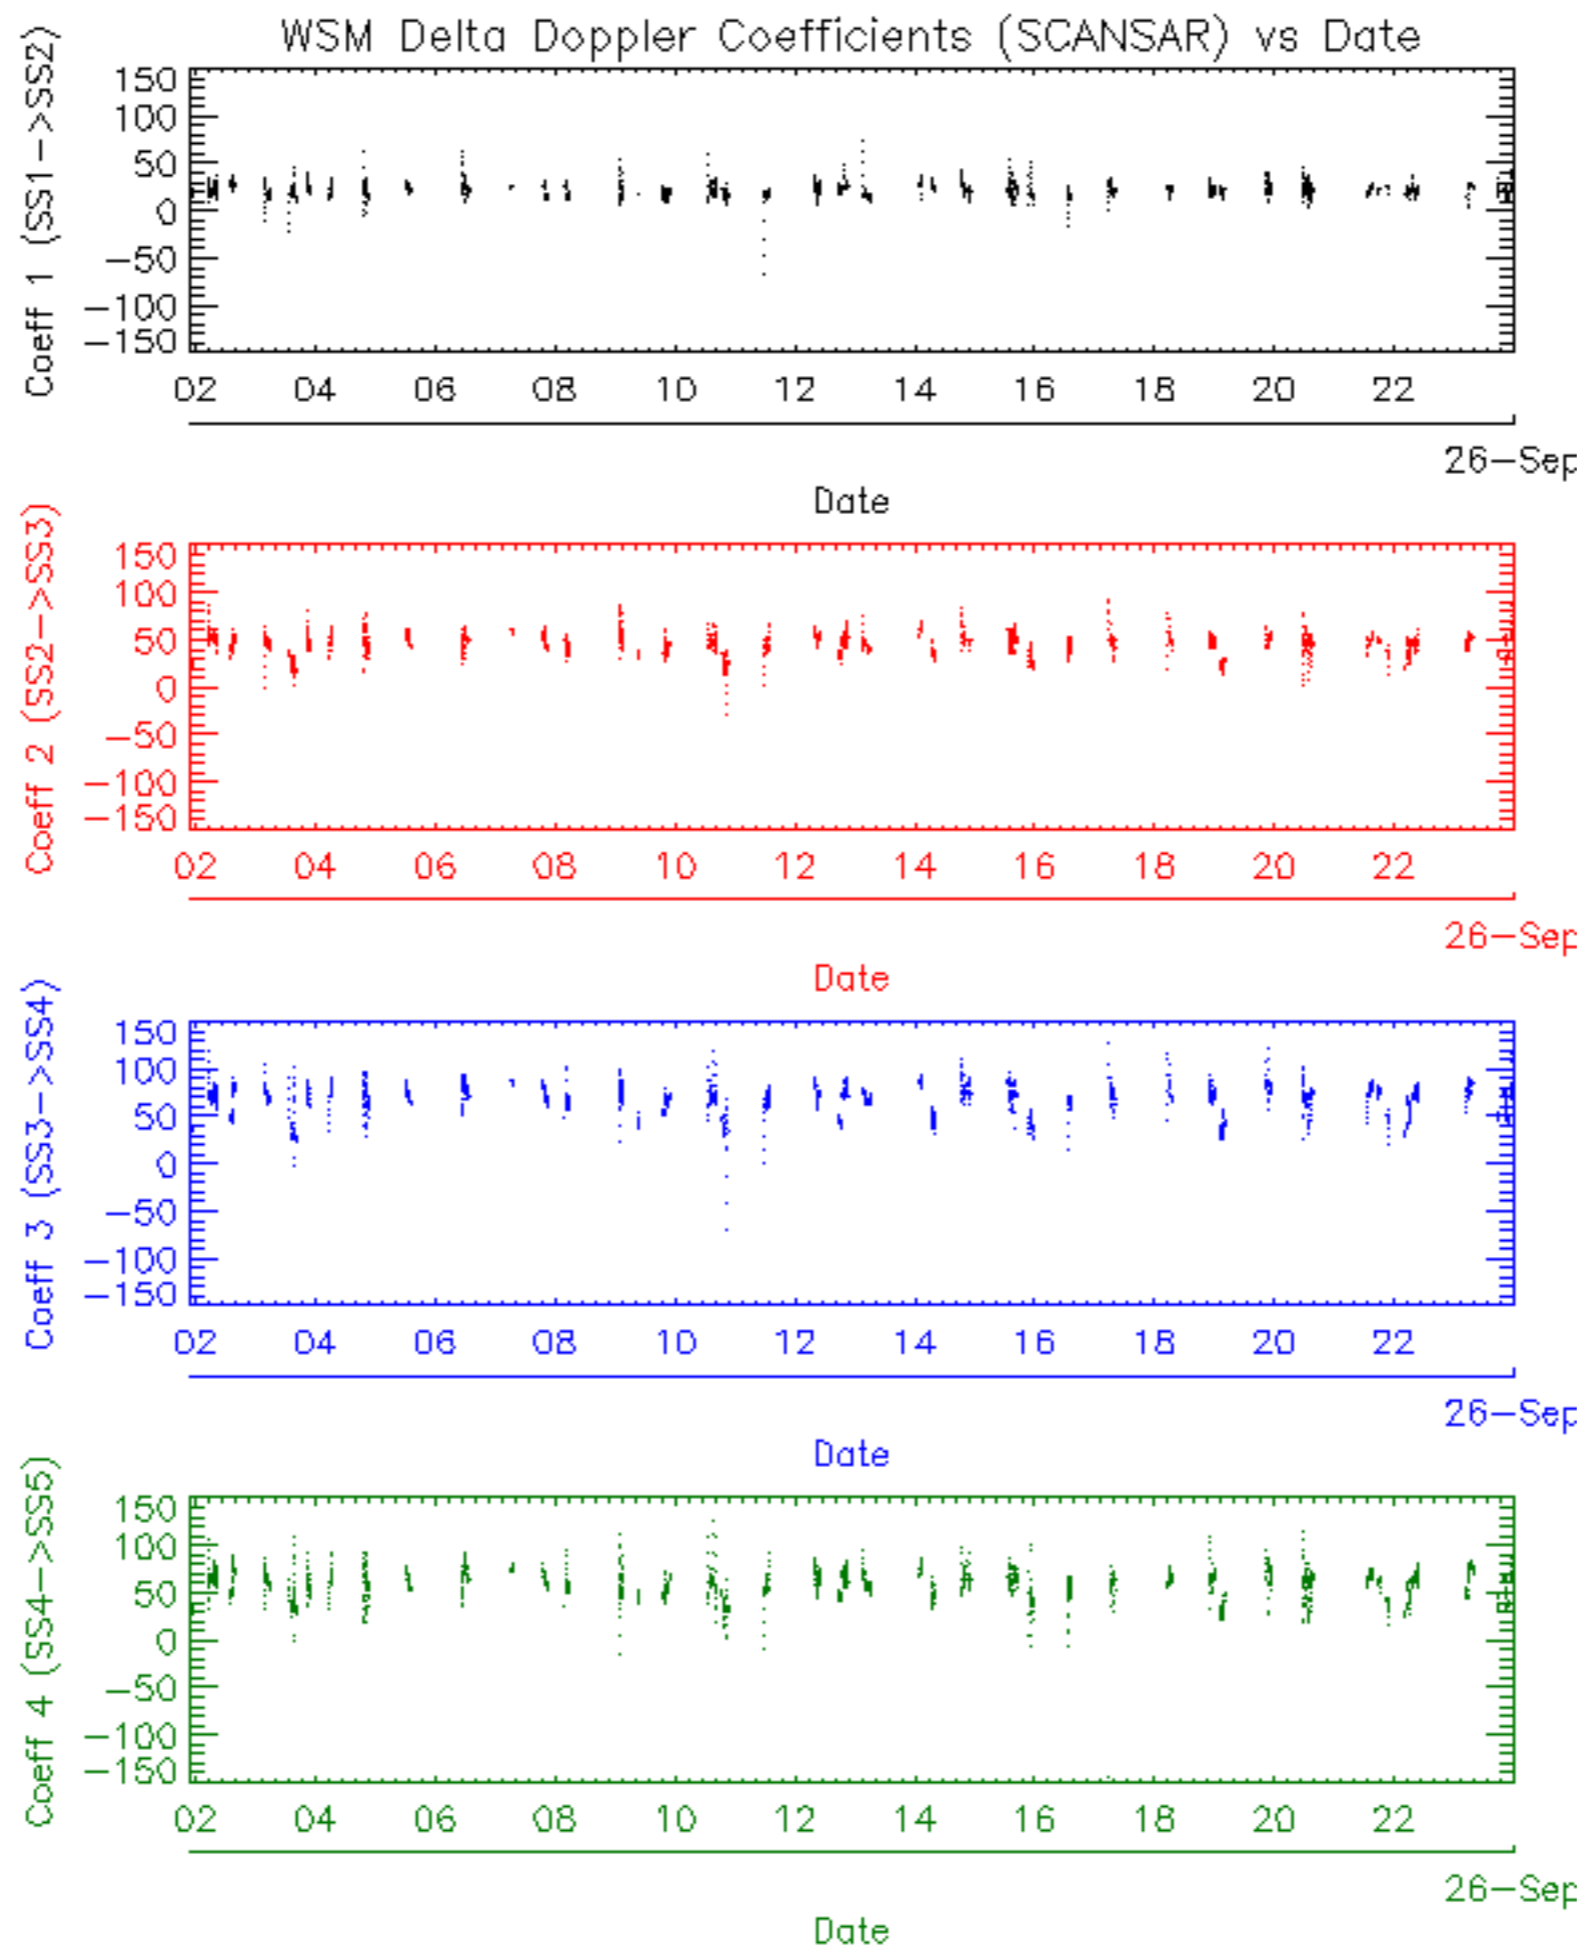 WSM Delta Doppler Coefficients (SCANSAR) vs Date
Coeff 1 (SS1->SS2)
150
100
50
0
-50
-100
-150
02 04 06 08 10 12 14 16 18 20 22
26-Sep
Date
Coeff 2 (SS2->SS3)
150
100
50
0
-50
-100
-150
02 04 06 08 10 12 14 16 18 20 22
26-Sep
Date
Coeff 3 (SS3->SS4)
150
100
50
0
-50
-100
-150
02 04 06 08 10 12 14 16 18 20 22
26-Sep
Date
Coeff 4 (SS4->SS5)
150
100
50
0
-50
-100
-150
02 04 06 08 10 12 14 16 18 20 22
26-Sep
Date